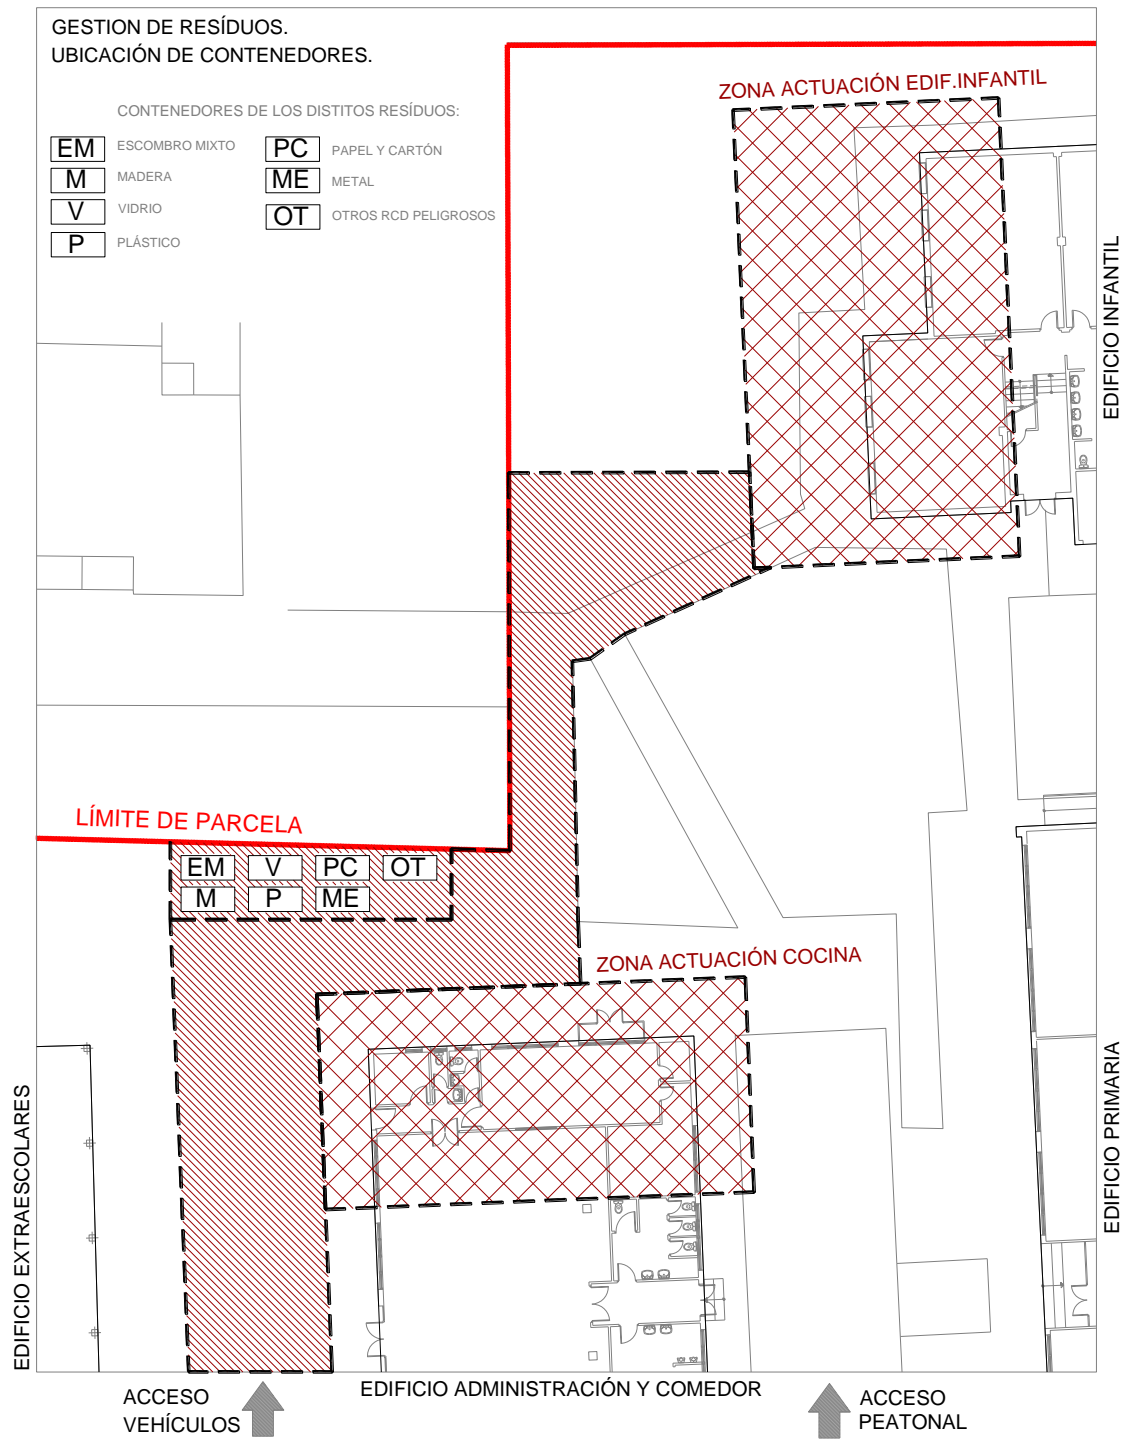 GESTION DE RESÍDUOS.
UBICACIÓN DE CONTENEDORES.
CONTENEDORES DE LOS DISTITOS RESÍDUOS:
EM ESCOMBRO MIXTO
PC PAPEL Y CARTÓN
M MADERA
ME METAL
V VIDRIO
OT OTROS RCD PELIGROSOS
P PLÁSTICO
ZONA ACTUACIÓN EDIF.INFANTIL
EDIFICIO INFANTIL
LÍMITE DE PARCELA
EM V PC OT
M P ME
ZONA ACTUACIÓN COCINA
EDIFICIO EXTRAESCOLARES
EDIFICIO PRIMARIA
ACCESO
VEHÍCULOS
EDIFICIO ADMINISTRACIÓN Y COMEDOR
ACCESO
PEATONAL